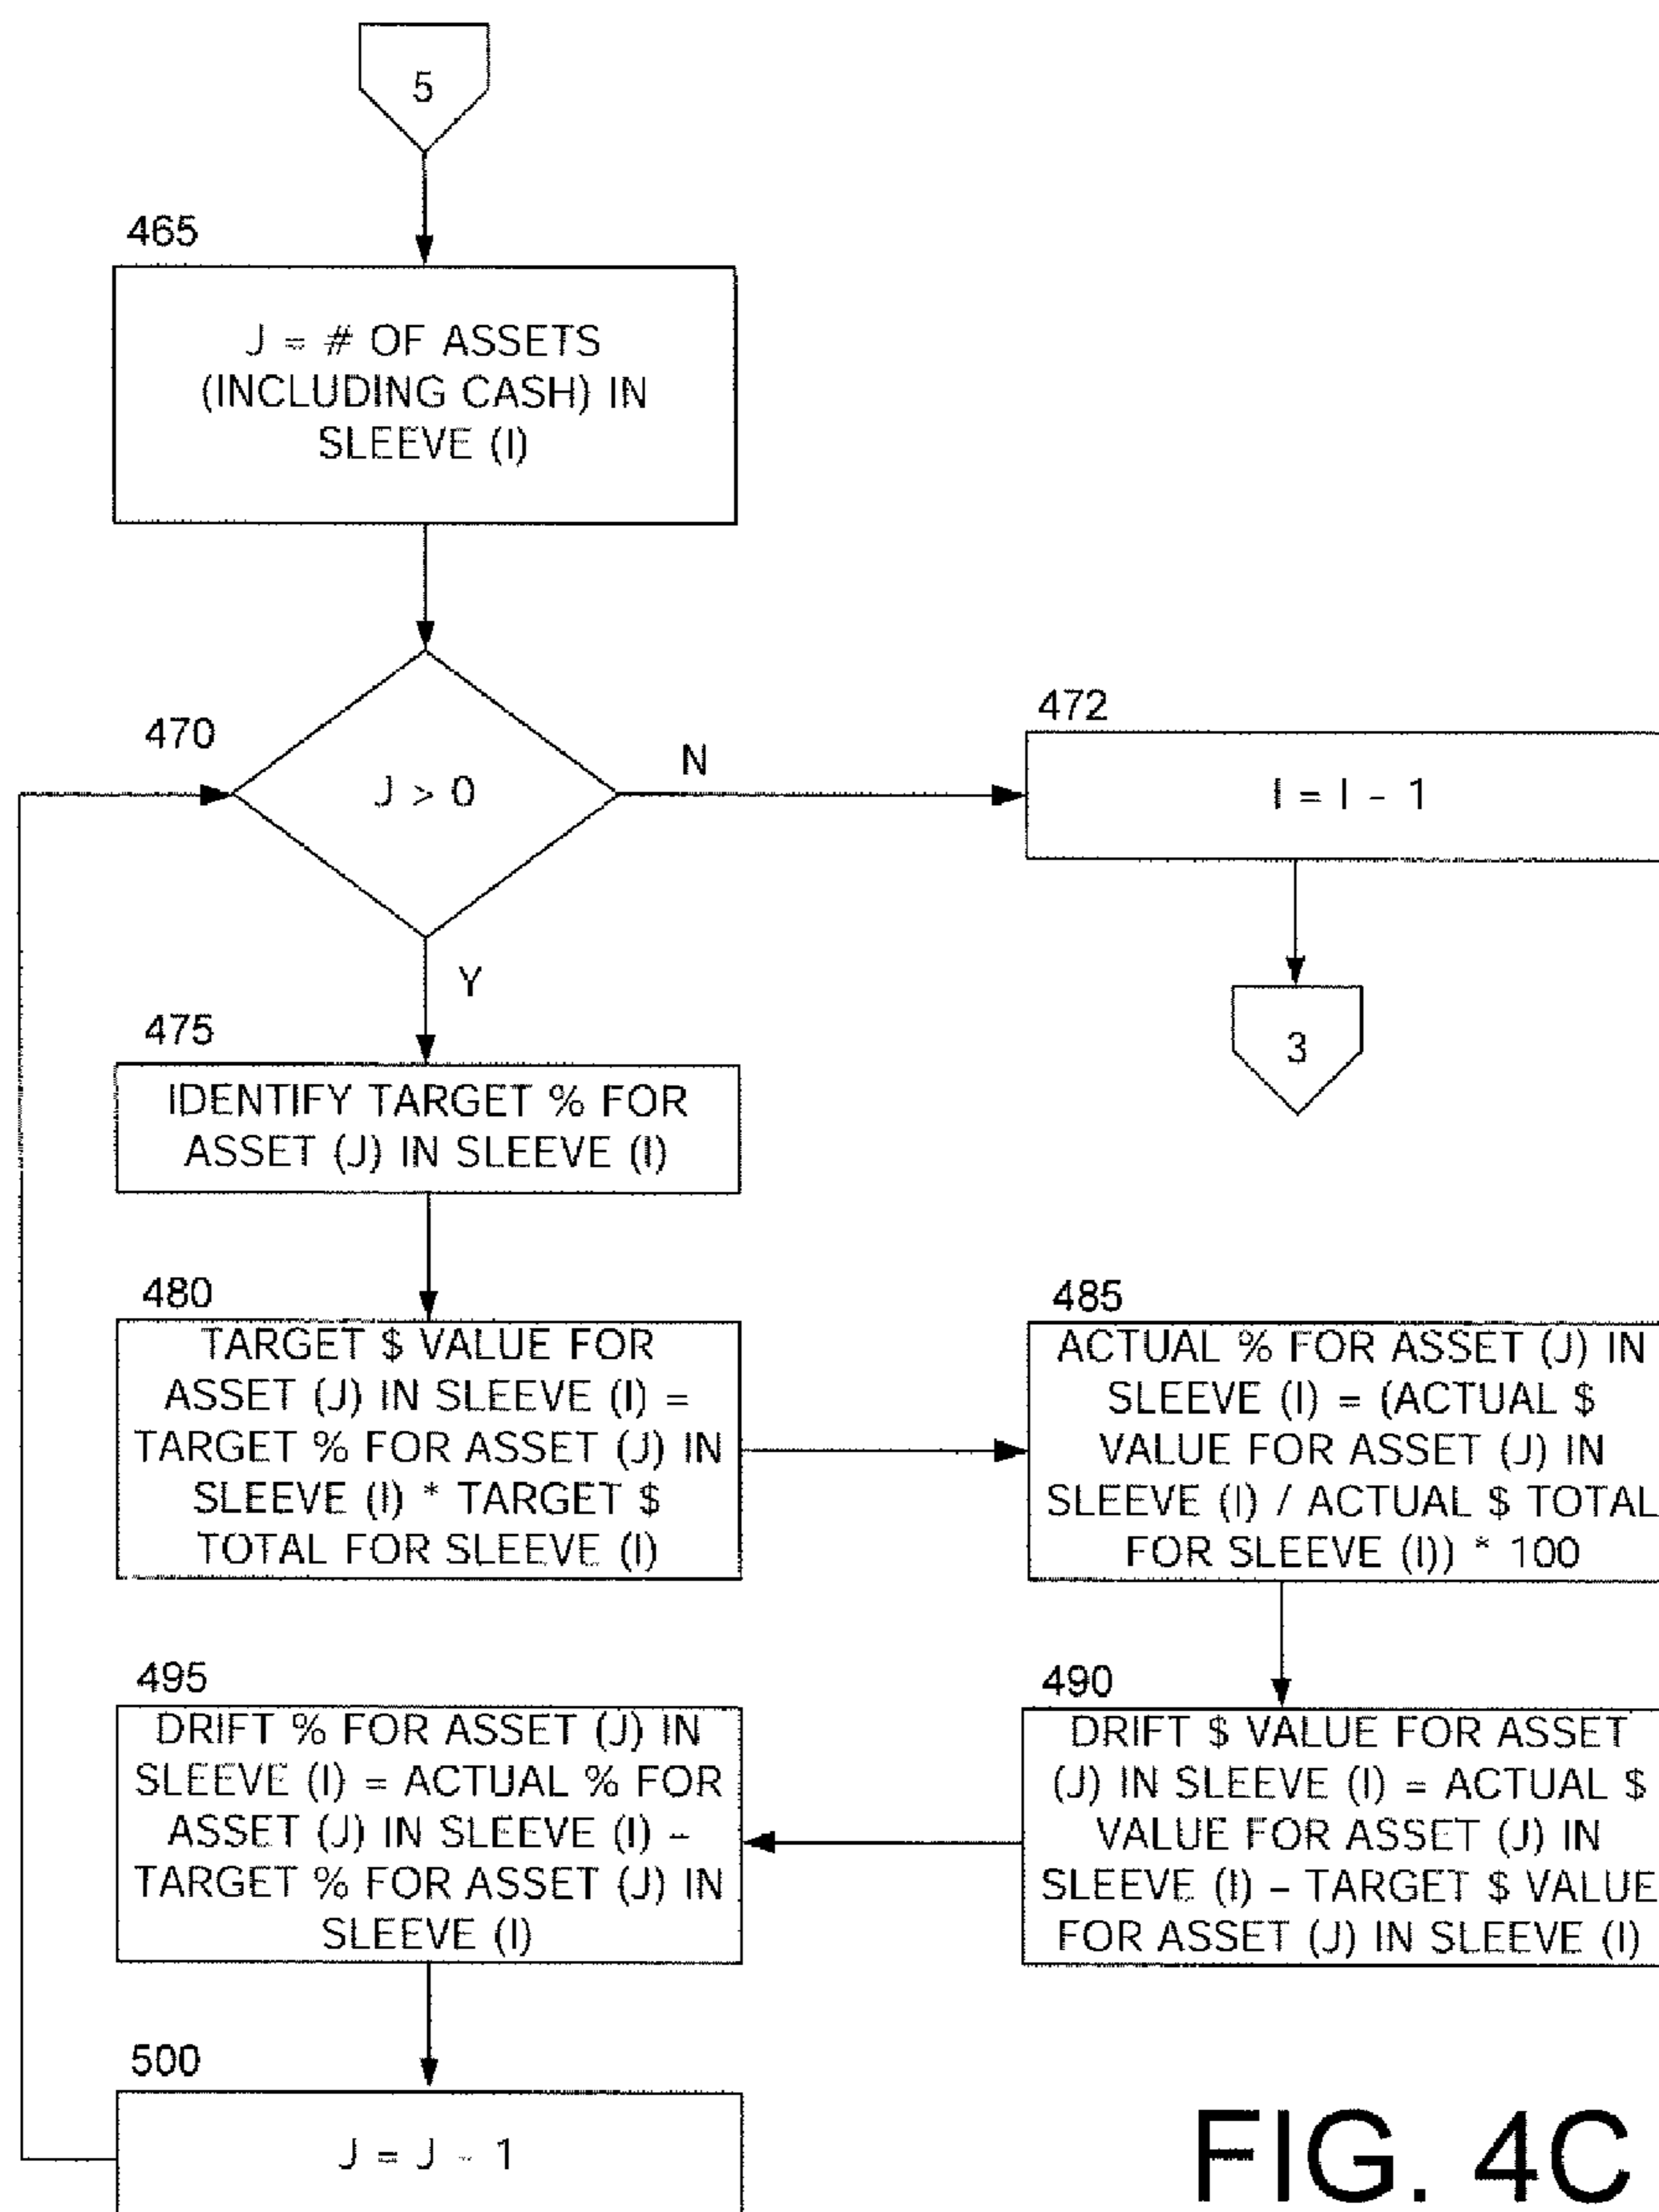 5
465
J = # OF ASSETS
(INCLUDING CASH) IN
SLEEVE (I)
470
J > 0
N
472
I = I - 1
3
Y
475
IDENTIFY TARGET % FOR
ASSET (J) IN SLEEVE (I)
480
TARGET $ VALUE FOR
ASSET (J) IN SLEEVE (I) =
TARGET % FOR ASSET (J) IN
SLEEVE (I) * TARGET $
TOTAL FOR SLEEVE (I)
485
ACTUAL % FOR ASSET (J) IN
SLEEVE (I) = (ACTUAL $
VALUE FOR ASSET (J) IN
SLEEVE (I) / ACTUAL $ TOTAL
FOR SLEEVE (I)) * 100
490
DRIFT $ VALUE FOR ASSET
(J) IN SLEEVE (I) = ACTUAL $
VALUE FOR ASSET (J) IN
SLEEVE (I) – TARGET $ VALUE
FOR ASSET (J) IN SLEEVE (I)
495
DRIFT % FOR ASSET (J) IN
SLEEVE (I) = ACTUAL % FOR
ASSET (J) IN SLEEVE (I) –
TARGET % FOR ASSET (J) IN
SLEEVE (I)
500
J = J - 1
FIG. 4C